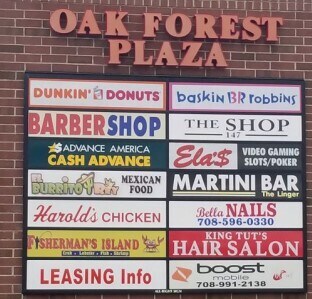 OAK FOREST
PLAZA
DUNKIN' DONUTS
baskin BR robbins
BARBERSHOP
THE SHOP
147
$ ADVANCE AMERICA
CASH ADVANCE
Ela's
VIDEO GAMING
SLOTS/POKER
BURRITO
MEXICAN
FOOD
MARTINI BAR
The Linger
Harold's CHICKEN
Bella NAILS
708-596-0330
FISHERMAN'S ISLAND
KING TUT'S
HAIR SALON
LEASING Info
boost
mobile
708-991-2138